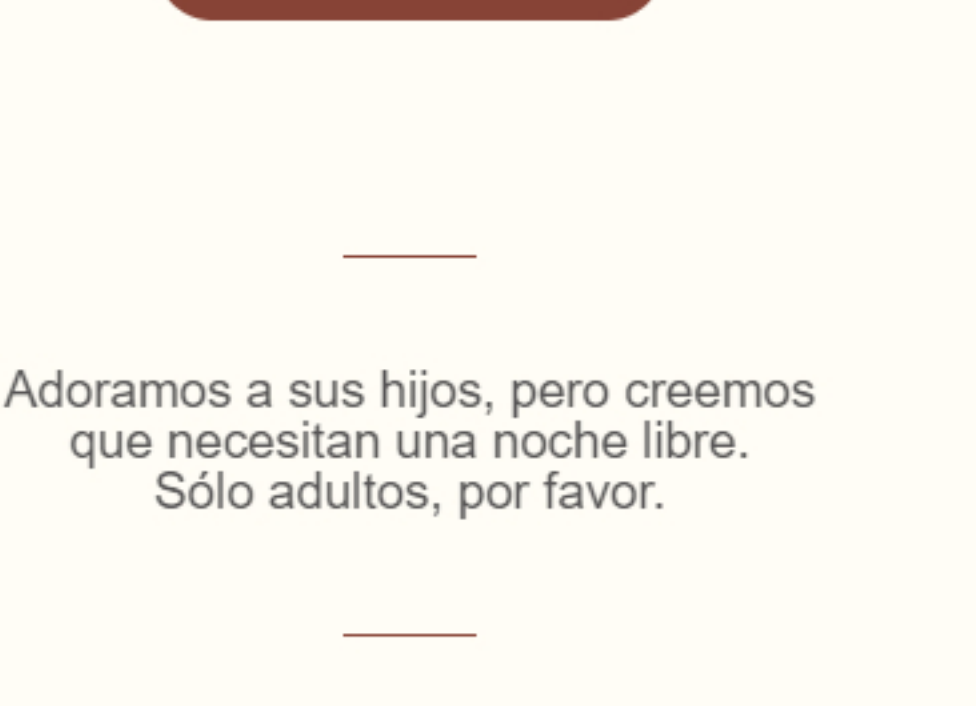 Adoramos a sus hijos, pero creemos
que necesitan una noche libre.
Sólo adultos, por favor.